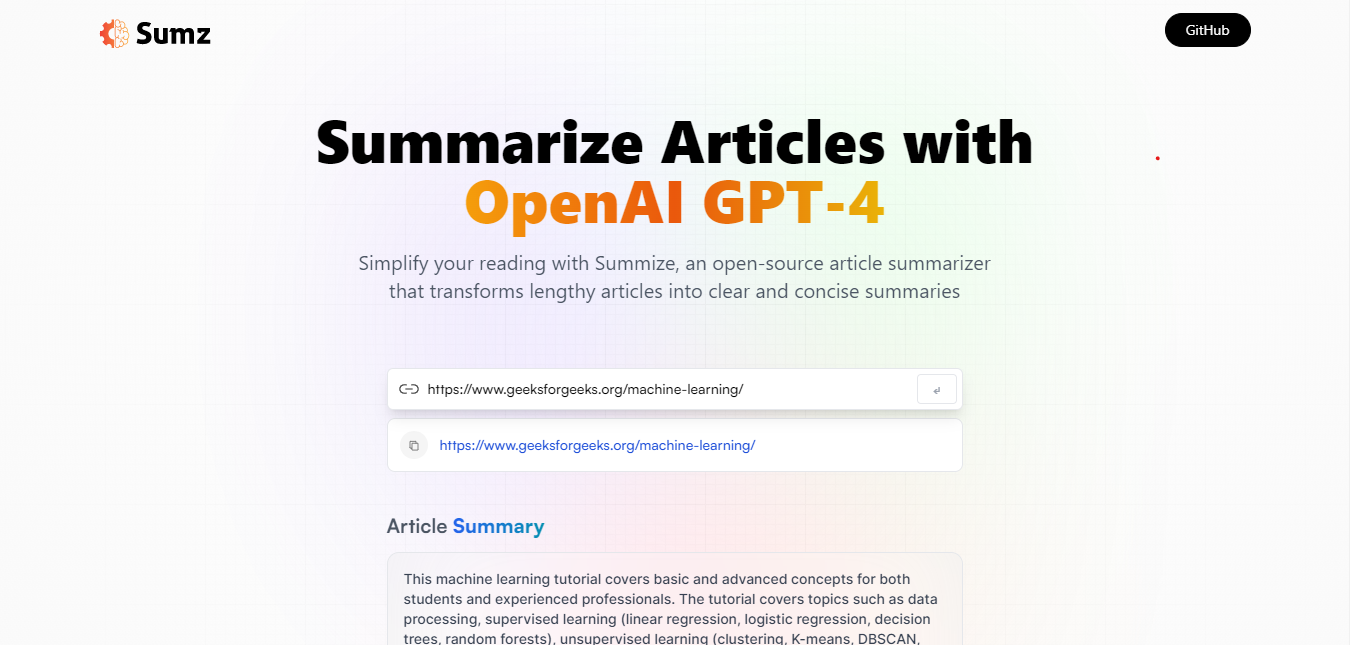 Sumz
GitHub
Summarize Articles with
OpenAI GPT-4
Simplify your reading with Summize, an open-source article summarizer
that transforms lengthy articles into clear and concise summaries
https://www.geeksforgeeks.org/machine-learning/
https://www.geeksforgeeks.org/machine-learning/
Article Summary
This machine learning tutorial covers basic and advanced concepts for both
students and experienced professionals. The tutorial covers topics such as data
processing, supervised learning (linear regression, logistic regression, decision
trees, random forests), unsupervised learning (clustering, K-means, DBSCAN,